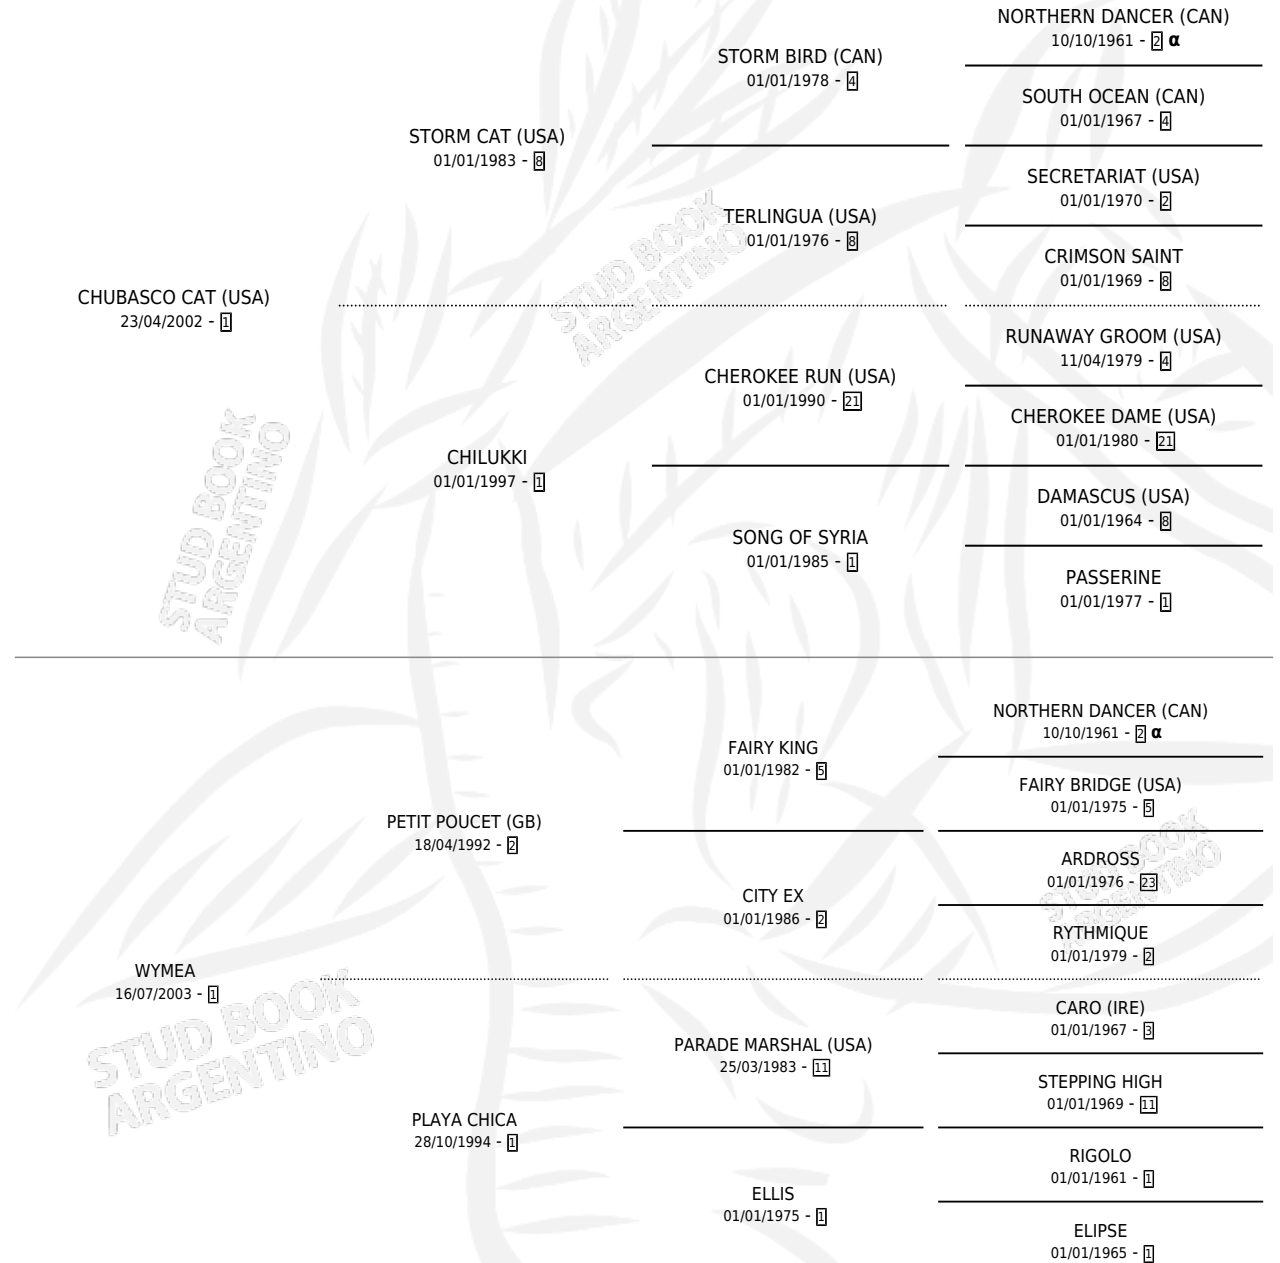 NORTHERN DANCER (CAN)
10/10/1961 - 2 α
STORM BIRD (CAN)
01/01/1978 - 4
SOUTH OCEAN (CAN)
01/01/1967 - 4
STORM CAT (USA)
01/01/1983 - 8
SECRETARIAT (USA)
01/01/1970 - 2
TERLINGUA (USA)
01/01/1976 - 8
CRIMSON SAINT
01/01/1969 - 8
CHUBASCO CAT (USA)
23/04/2002 - 1
RUNAWAY GROOM (USA)
11/04/1979 - 4
CHEROKEE RUN (USA)
01/01/1990 - 21
CHEROKEE DAME (USA)
01/01/1980 - 21
CHILUKKI
01/01/1997 - 1
DAMASCUS (USA)
01/01/1964 - 8
SONG OF SYRIA
01/01/1985 - 1
PASSERINE
01/01/1977 - 1
NORTHERN DANCER (CAN)
10/10/1961 - 2 α
FAIRY KING
01/01/1982 - 5
FAIRY BRIDGE (USA)
01/01/1975 - 5
PETIT POUCET (GB)
18/04/1992 - 2
ARDROSS
01/01/1976 - 23
CITY EX
01/01/1986 - 2
RYTHMIQUE
01/01/1979 - 2
WYMEA
16/07/2003 - 1
CARO (IRE)
01/01/1967 - 3
PARADE MARSHAL (USA)
25/03/1983 - 11
STEPPING HIGH
01/01/1969 - 11
PLAYA CHICA
28/10/1994 - 1
RIGOLO
01/01/1961 - 1
ELLIS
01/01/1975 - 1
ELIPSE
01/01/1965 - 1
STUD BOOK
ARGENTINO
STUD BOOK
ARGENTINO
STUD BOOK
ARGENTINO
STUD BOOK
ARGENTINO